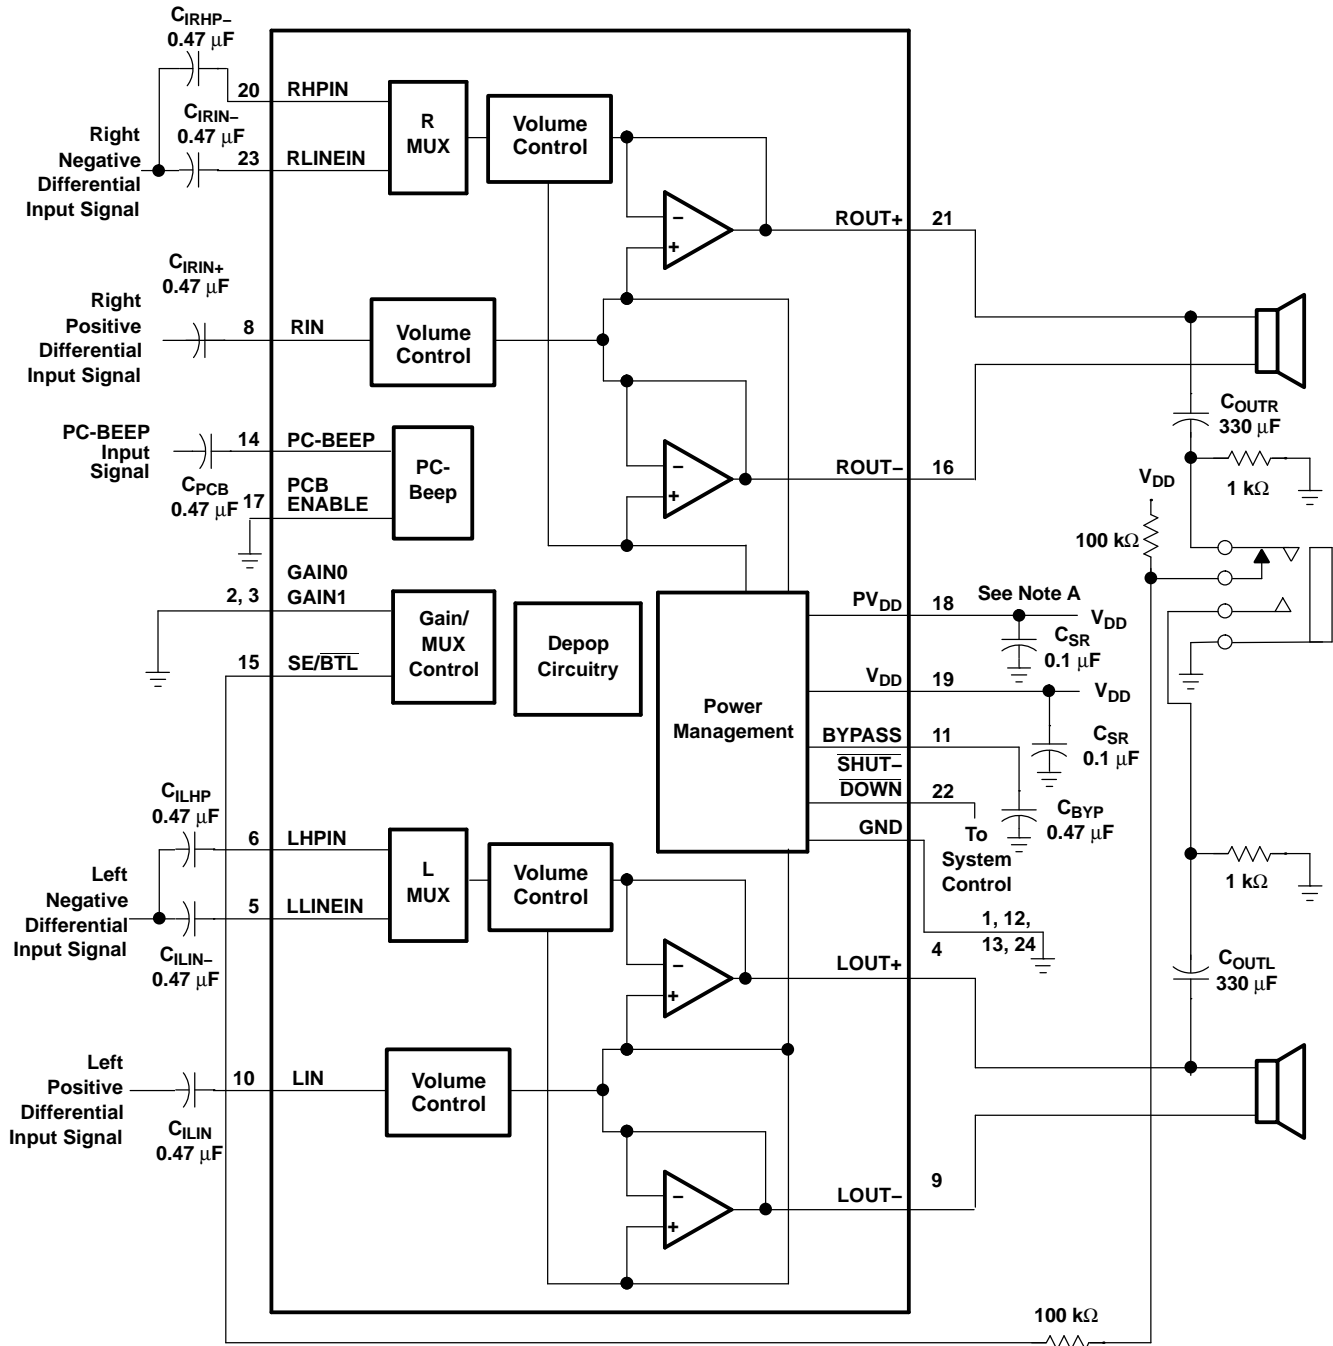 CIRHP−
0.47 µF
20
RHPIN
CIRIN−
0.47 µF
Right
Negative
Differential
Input Signal
23
RLINEIN
R
MUX
Volume
Control
−
+
ROUT+
21
CIRIN+
0.47 µF
Right
Positive
Differential
Input Signal
8
RIN
Volume
Control
COUTR
330 µF
1 kΩ
VDD
100 kΩ
PC-BEEP
Input
Signal
14
PC-BEEP
CPCB
0.47 µF
17
PCB
ENABLE
PC-
Beep
−
+
ROUT−
16
GAIN0
GAIN1
2, 3
15
SE/BTL
Gain/
MUX
Control
Depop
Circuitry
Power
Management
PVDD
18
See Note A
VDD
CSR
0.1 µF
VDD
19
VDD
CSR
0.1 µF
BYPASS
11
SHUT−
DOWN
22
CBYP
0.47 µF
GND
To
System
Control
1, 12,
13, 24
CILHP
0.47 µF
6
LHPIN
Left
Negative
Differential
Input Signal
5
LLINEIN
CILIN−
0.47 µF
L
MUX
Volume
Control
−
+
LOUT+
4
1 kΩ
COUTL
330 µF
Left
Positive
Differential
Input Signal
10
LIN
CILIN
0.47 µF
Volume
Control
−
+
LOUT−
9
100 kΩ